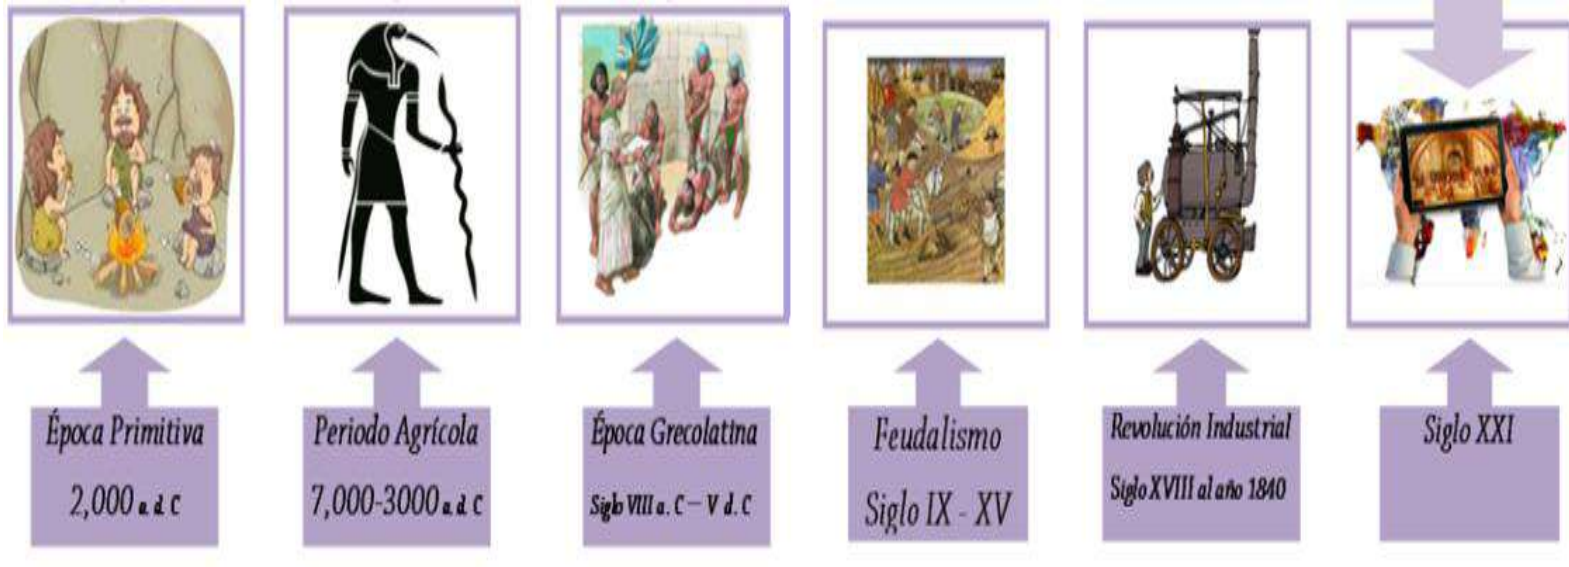 Época Primitiva
2,000 a. d. C
Periodo Agrícola
7,000-3000 a. d. C
Época Grecolatina
Siglo VIII a. C – V d. C
Feudalismo
Siglo IX - XV
Revolución Industrial
Siglo XVIII al año 1840
Siglo XXI